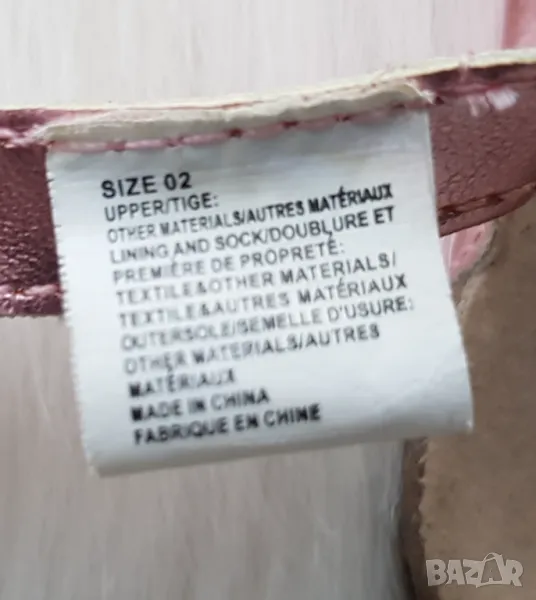 SIZE 02
UPPER/TIGE:
OTHER MATERIALS/AUTRES MATÉRIAUX
LINING AND SOCK/DOUBLURE ET
PREMIÈRE DE PROPRETÉ:
TEXTILE&OTHER MATERIALS/
TEXTILE&AUTRES MATÉRIAUX
OUTERSOLE/SEMELLE D'USURE:
OTHER MATERIALS/AUTRES
MATÉRIAUX
MADE IN CHINA
FABRIQUE EN CHINE
BAZAR